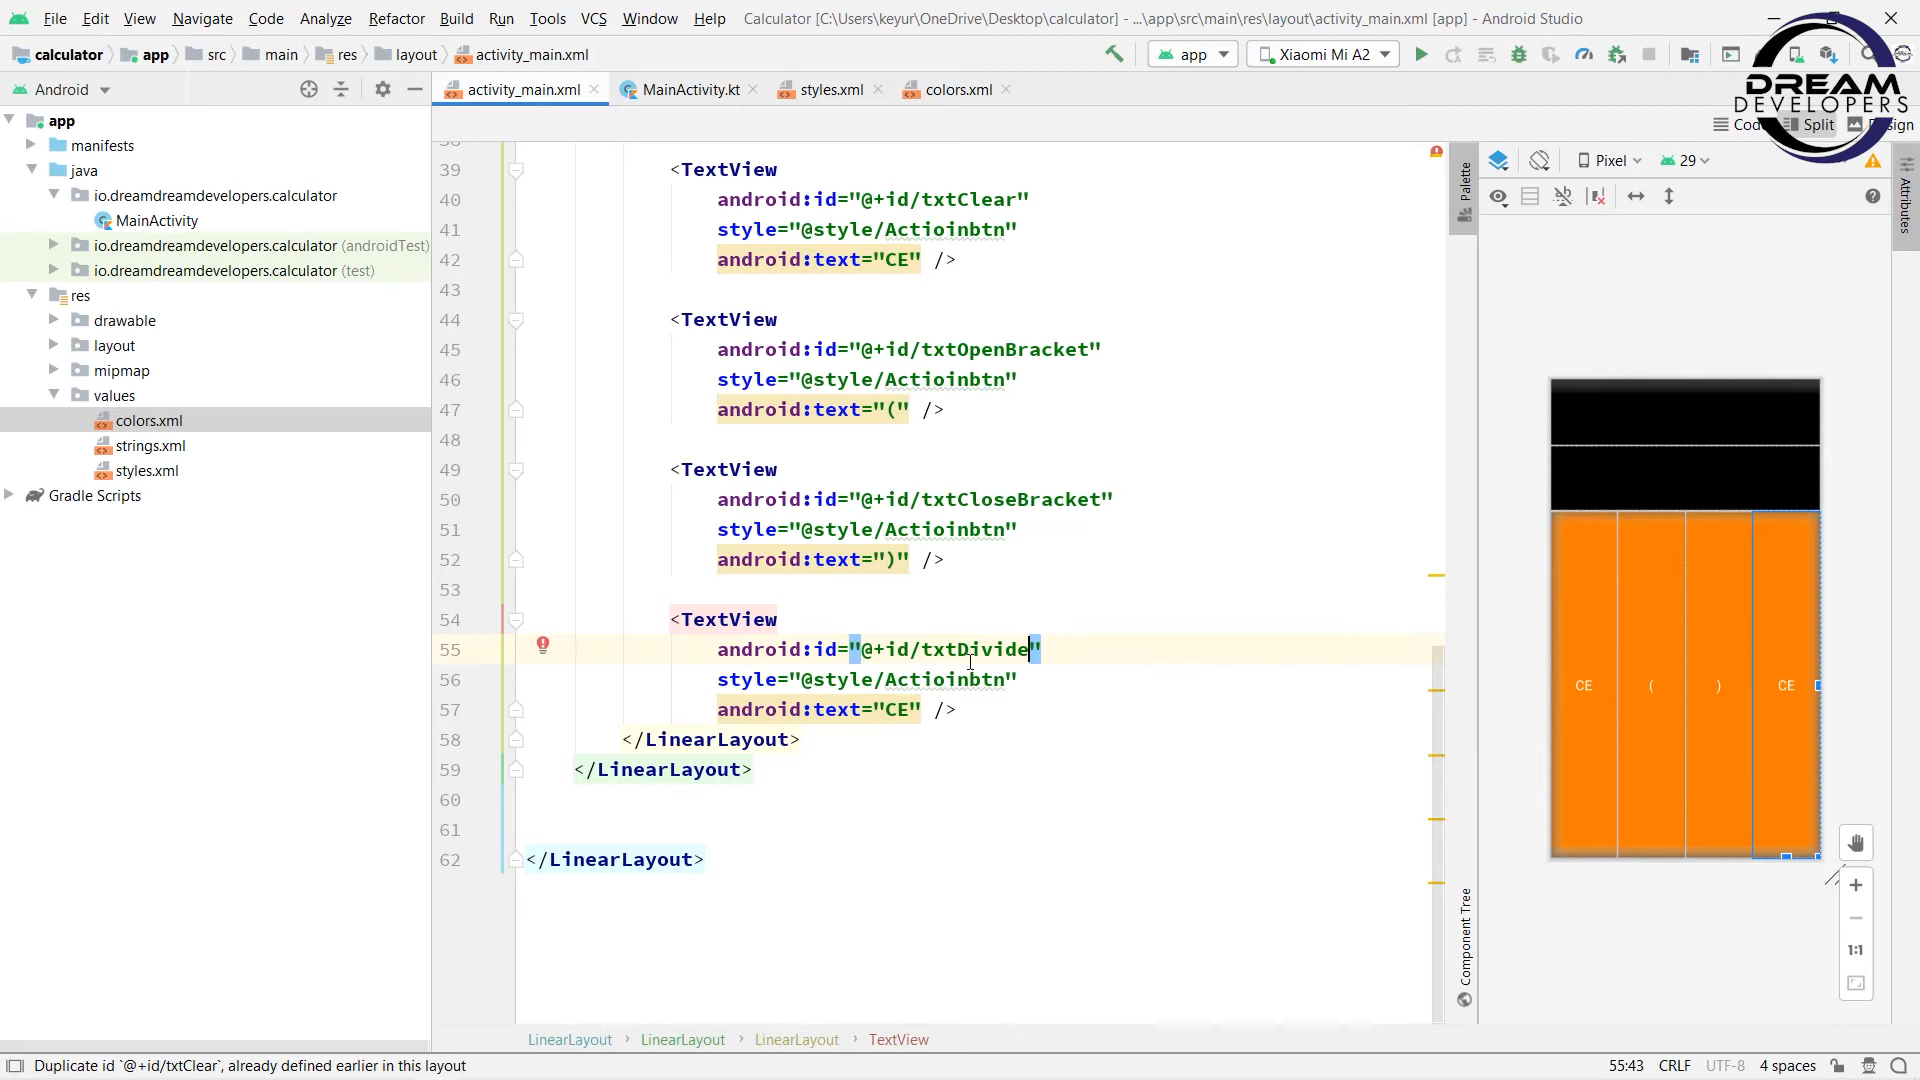 File Edit View Navigate Code Analyze Refactor Build Run Tools VCS Window Help Calculator [C:\Users\keyur\OneDrive\Desktop\calculator] - ...\app\src\main\res\layout\activity_main.xml [app] - Android Studio
calculator app src main res layout activity_main.xml app Xiaomi Mi A2
DREAM
DEVELOPERS
Android activity_main.xml MainActivity.kt styles.xml colors.xml
Split
app
manifests
java
io.dreamdreamdevelopers.calculator
MainActivity
io.dreamdreamdevelopers.calculator (androidTest)
io.dreamdreamdevelopers.calculator (test)
res
drawable
layout
mipmap
values
colors.xml
strings.xml
styles.xml
Gradle Scripts
39 <TextView
40 android:id="@+id/txtClear"
41 style="@style/Actioinbtn"
42 android:text="CE" />
43
44 <TextView
45 android:id="@+id/txtOpenBracket"
46 style="@style/Actioinbtn"
47 android:text="(" />
48
49 <TextView
50 android:id="@+id/txtCloseBracket"
51 style="@style/Actioinbtn"
52 android:text=")" />
53
54 <TextView
55 android:id="@+id/txtDivide"
56 style="@style/Actioinbtn"
57 android:text="CE" />
58 </LinearLayout>
59 </LinearLayout>
60
61
62 </LinearLayout>
LinearLayout › LinearLayout › LinearLayout › TextView
Palette
Component Tree
Pixel 29
Attributes
CE ( ) CE
1:1
Duplicate id `@+id/txtClear`, already defined earlier in this layout
55:43 CRLF UTF-8 4 spaces